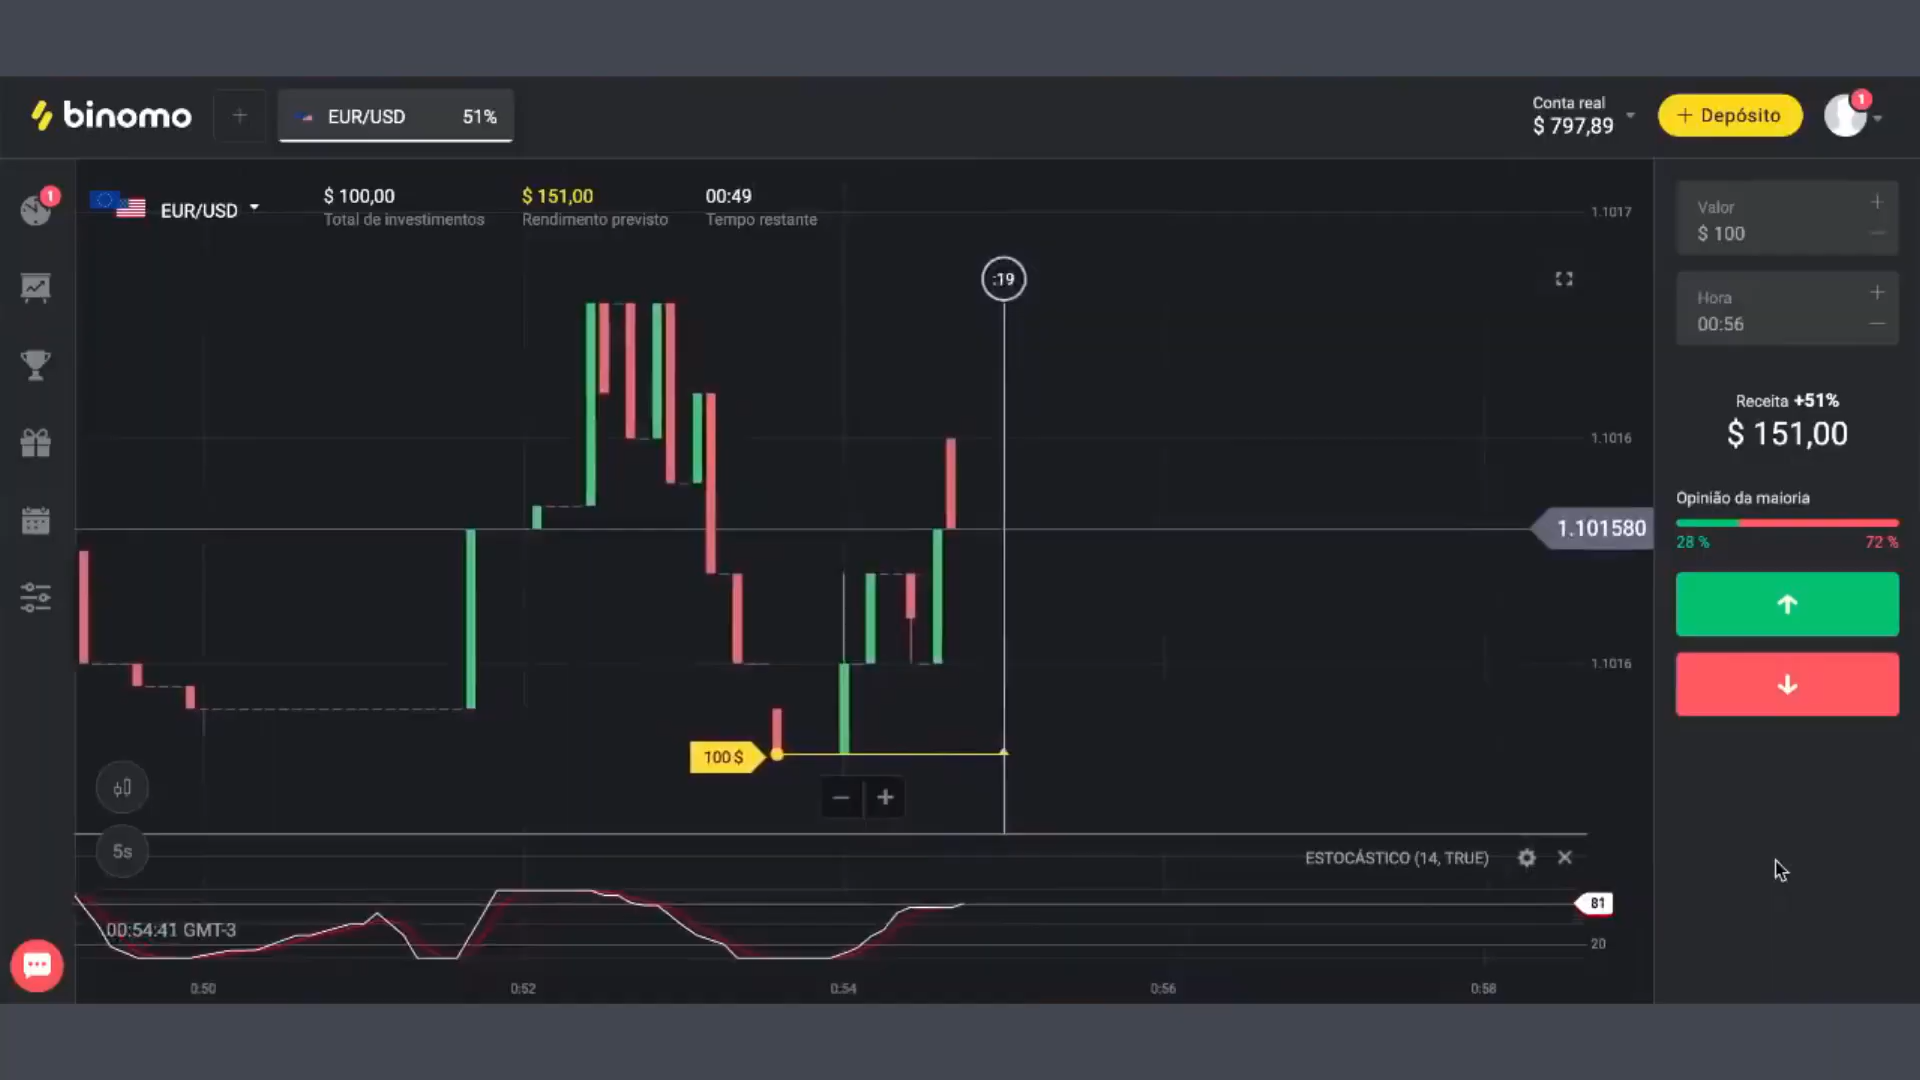 binomo
+
EUR/USD 51%
Conta real
$ 797,89
+ Depósito
1
1
EUR/USD
$ 100,00
Total de investimentos
$ 151,00
Rendimento previsto
00:49
Tempo restante
:19
1.1017
1.1016
1.101580
1.1016
Valor
$ 100
+
−
Hora
00:56
+
−
Receita +51%
$ 151,00
Opinião da maioria
28 %
72 %
100 $
− +
5s
ESTOCÁSTICO (14, TRUE)
81
20
00:54:41 GMT-3
0:50
0:52
0:54
0:56
0:58